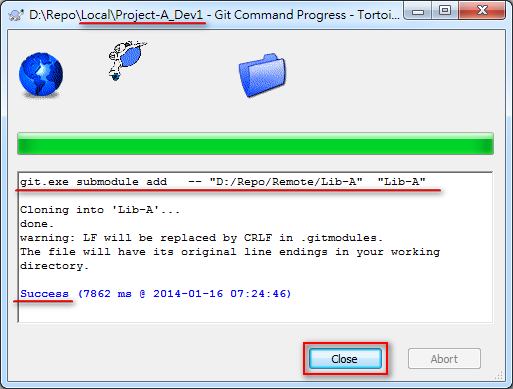 D:\Repo\Local\Project-A_Dev1 - Git Command Progress - Tortoi...
git.exe submodule add   -- "D:/Repo/Remote/Lib-A"  "Lib-A"
Cloning into 'Lib-A'...
done.
warning: LF will be replaced by CRLF in .gitmodules.
The file will have its original line endings in your working
directory.
Success (7862 ms @ 2014-01-16 07:24:46)
Close
Abort